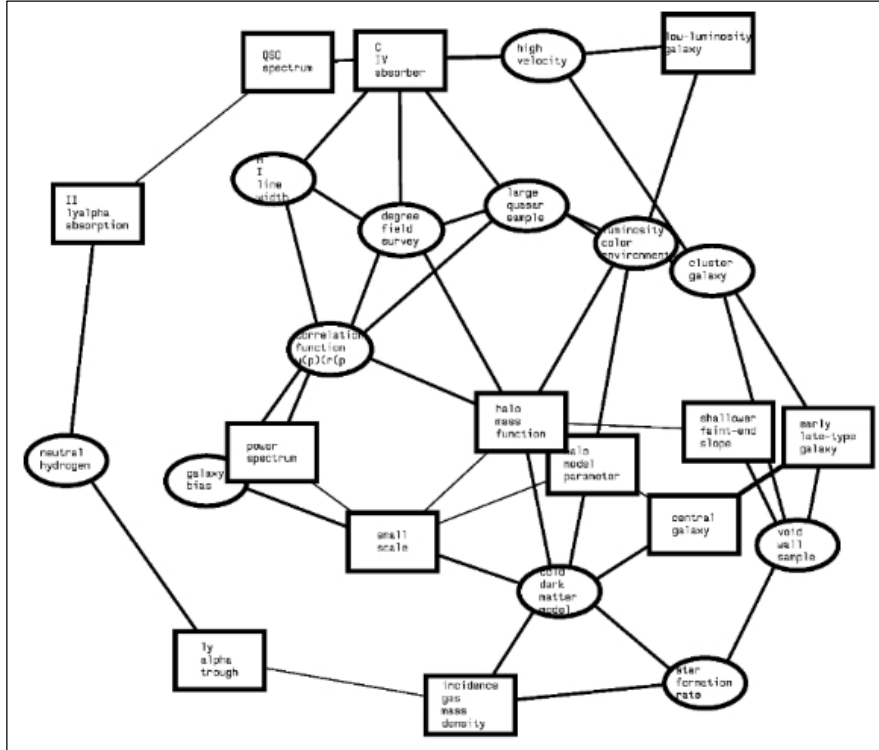 QSO
spectrum
C
IV
absorber
high
velocity
low-luminosity
galaxy
II
lyalpha
absorption
I
line
width
degree
field
survey
large
quasar
sample
luminosity
color
environment
cluster
galaxy
correlation
function
w(p)(r(p
halo
mass
function
shallower
faint-end
slope
early
late-type
galaxy
neutral
hydrogen
galaxy
bias
power
spectrum
halo
model
parameter
small
scale
central
galaxy
void
wall
sample
cold
dark
matter
model
ly
alpha
trough
incidence
gas
mass
density
star
formation
rate